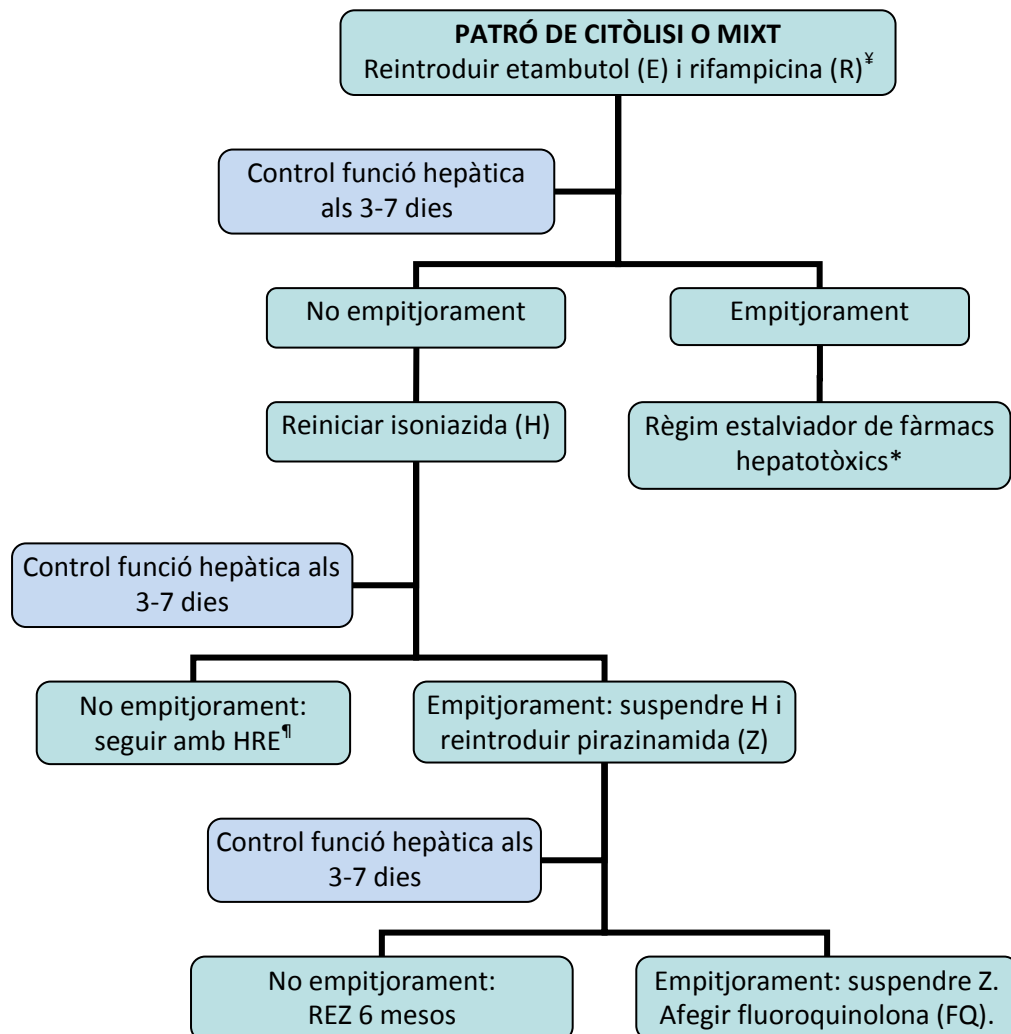 PATRÓ DE CITÒLISI O MIXT
Reintroduir etambutol (E) i rifampicina (R)¥
Control funció hepàtica
als 3-7 dies
No empitjorament
Empitjorament
Reiniciar isoniazida (H)
Règim estalviador de fàrmacs
hepatotòxics*
Control funció hepàtica als
3-7 dies
No empitjorament:
seguir amb HRE¶
Empitjorament: suspendre H i
reintroduir pirazinamida (Z)
Control funció hepàtica als
3-7 dies
No empitjorament:
REZ 6 mesos
Empitjorament: suspendre Z.
Afegir fluoroquinolona (FQ).